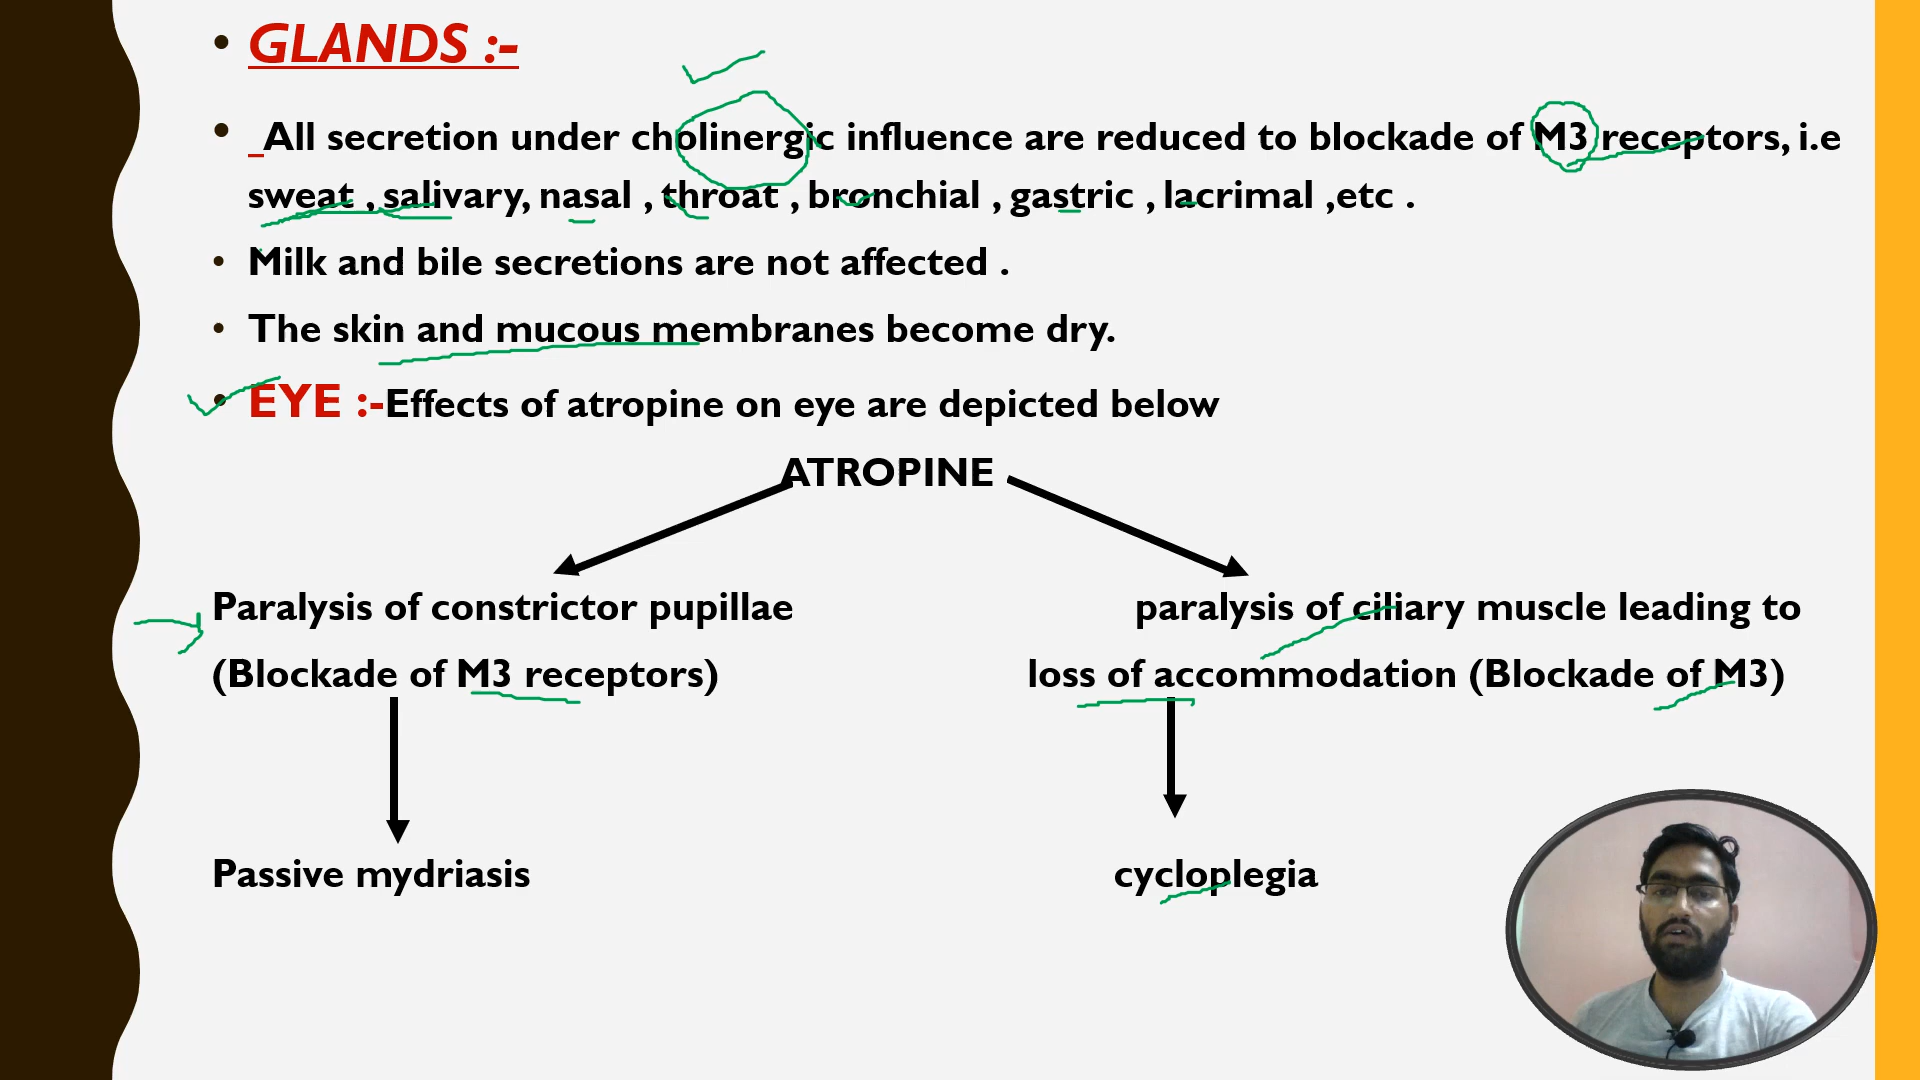 • GLANDS :-
• _All secretion under cholinergic influence are reduced to blockade of M3 receptors, i.e
sweat , salivary, nasal , throat , bronchial , gastric , lacrimal ,etc .
• Milk and bile secretions are not affected .
• The skin and mucous membranes become dry.
• EYE :-Effects of atropine on eye are depicted below
ATROPINE
Paralysis of constrictor pupillae
(Blockade of M3 receptors)
paralysis of ciliary muscle leading to
loss of accommodation (Blockade of M3)
Passive mydriasis
cycloplegia